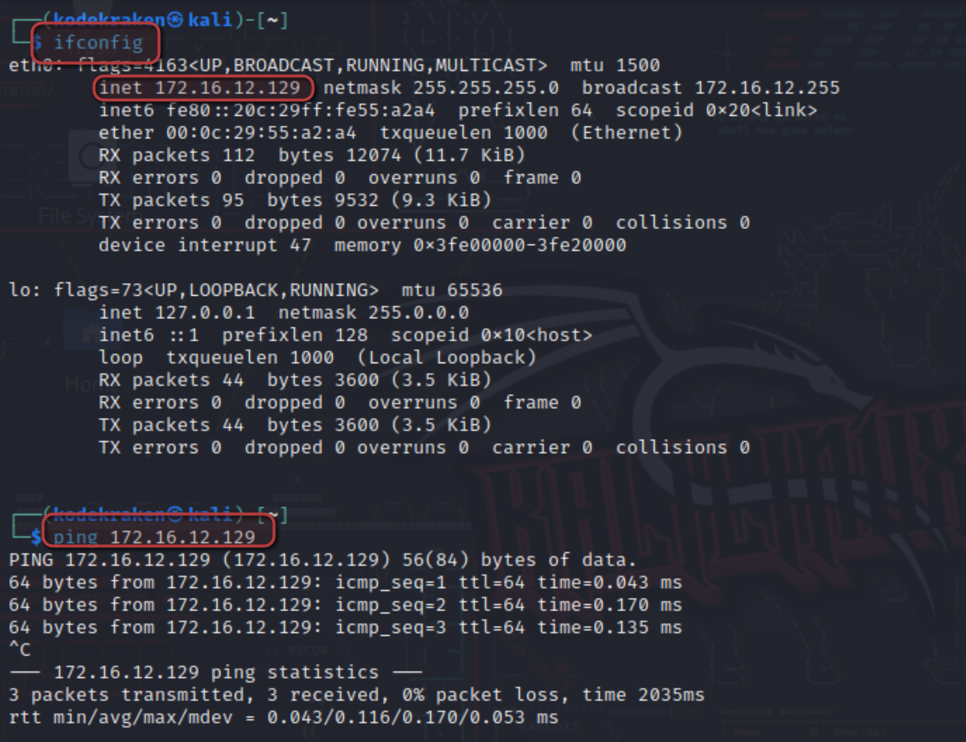 (kodekraken㉿kali)-[~]
$ ifconfig
eth0: flags=4163<UP,BROADCAST,RUNNING,MULTICAST>  mtu 1500
inet 172.16.12.129  netmask 255.255.255.0  broadcast 172.16.12.255
inet6 fe80::20c:29ff:fe55:a2a4  prefixlen 64  scopeid 0×20<link>
ether 00:0c:29:55:a2:a4  txqueuelen 1000  (Ethernet)
RX packets 112  bytes 12074 (11.7 KiB)
RX errors 0  dropped 0  overruns 0  frame 0
TX packets 95  bytes 9532 (9.3 KiB)
TX errors 0  dropped 0 overruns 0  carrier 0  collisions 0
device interrupt 47  memory 0×3fe00000-3fe20000
lo: flags=73<UP,LOOPBACK,RUNNING>  mtu 65536
inet 127.0.0.1  netmask 255.0.0.0
inet6 ::1  prefixlen 128  scopeid 0×10<host>
loop  txqueuelen 1000  (Local Loopback)
RX packets 44  bytes 3600 (3.5 KiB)
RX errors 0  dropped 0  overruns 0  frame 0
TX packets 44  bytes 3600 (3.5 KiB)
TX errors 0  dropped 0 overruns 0  carrier 0  collisions 0
(kodekraken㉿kali)-[~]
$ ping 172.16.12.129
PING 172.16.12.129 (172.16.12.129) 56(84) bytes of data.
64 bytes from 172.16.12.129: icmp_seq=1 ttl=64 time=0.043 ms
64 bytes from 172.16.12.129: icmp_seq=2 ttl=64 time=0.170 ms
64 bytes from 172.16.12.129: icmp_seq=3 ttl=64 time=0.135 ms
^C
── 172.16.12.129 ping statistics ──
3 packets transmitted, 3 received, 0% packet loss, time 2035ms
rtt min/avg/max/mdev = 0.043/0.116/0.170/0.053 ms
File Sy
Hom
KALI LINUX